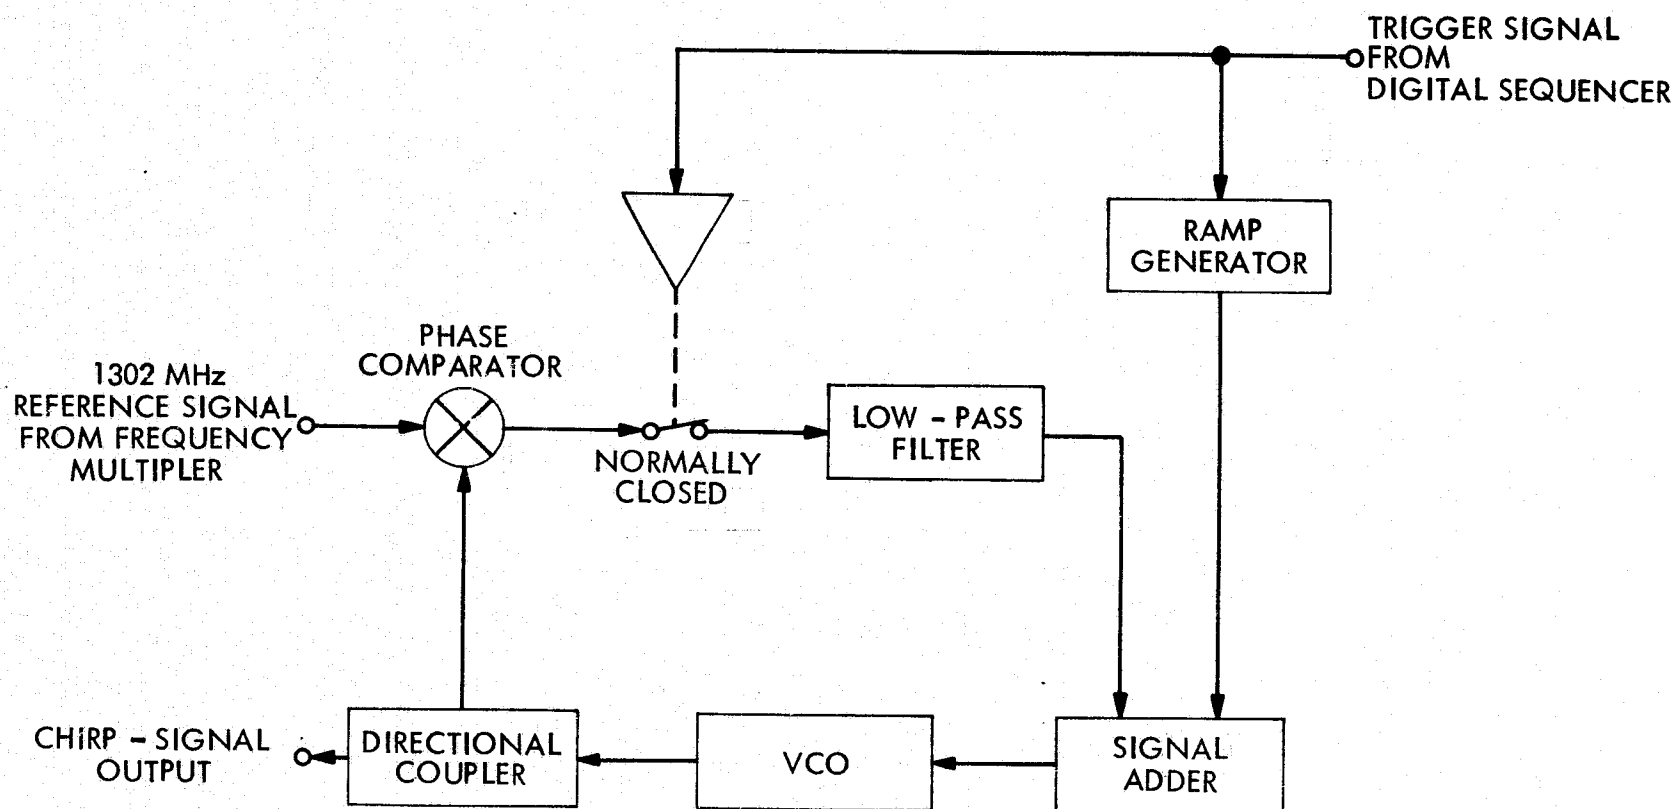 TRIGGER SIGNAL
FROM
DIGITAL SEQUENCER
RAMP
GENERATOR
PHASE
COMPARATOR
1302 MHz
REFERENCE SIGNAL
FROM FREQUENCY
MULTIPLER
LOW - PASS
FILTER
NORMALLY
CLOSED
CHiRP - SIGNAL
OUTPUT
DIRECTIONAL
COUPLER
VCO
SIGNAL
ADDER